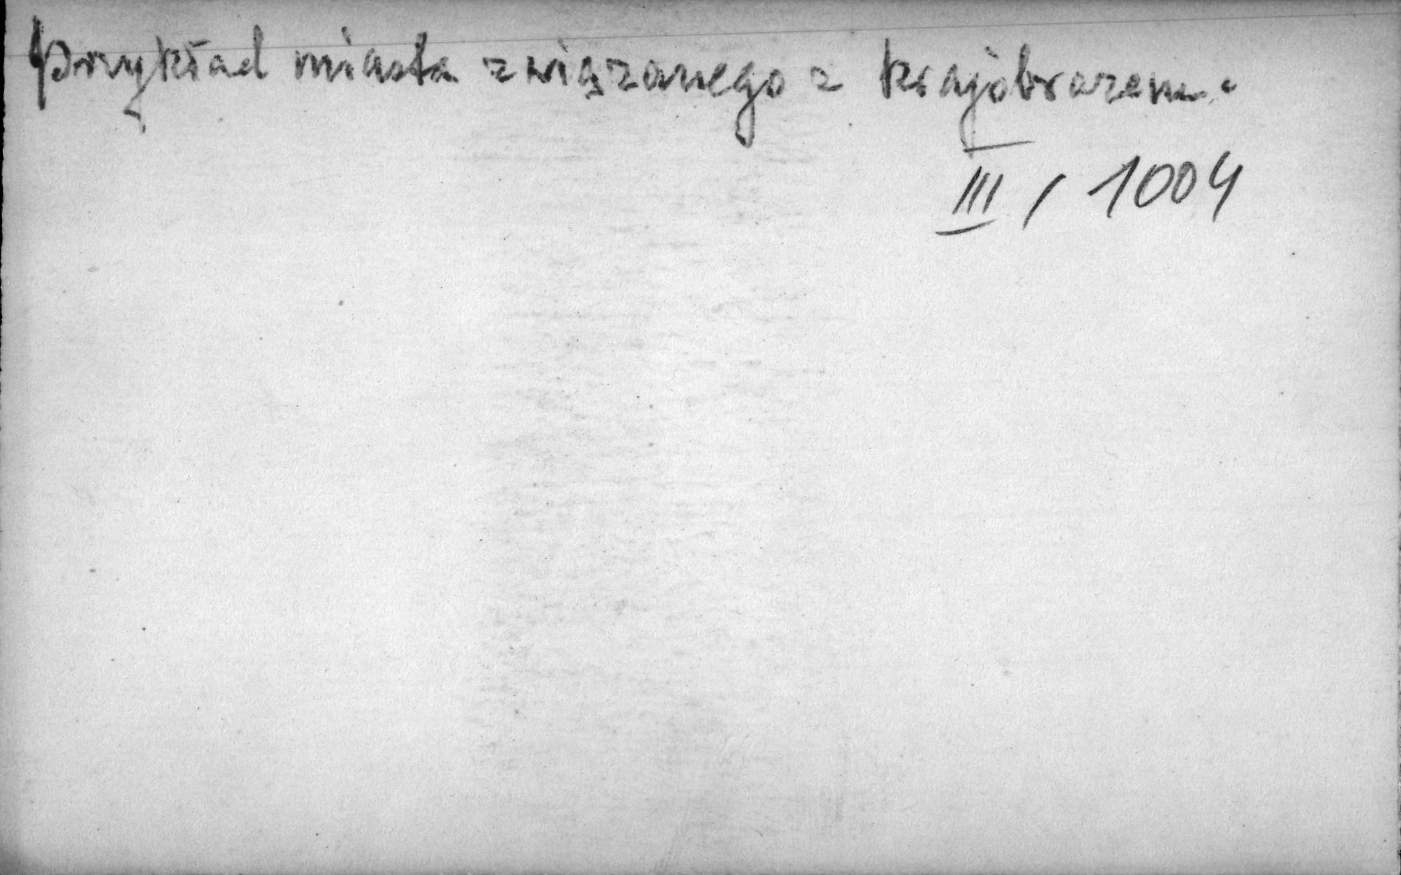 Przykład miasta związanego z krajobrazem.
III / 1004